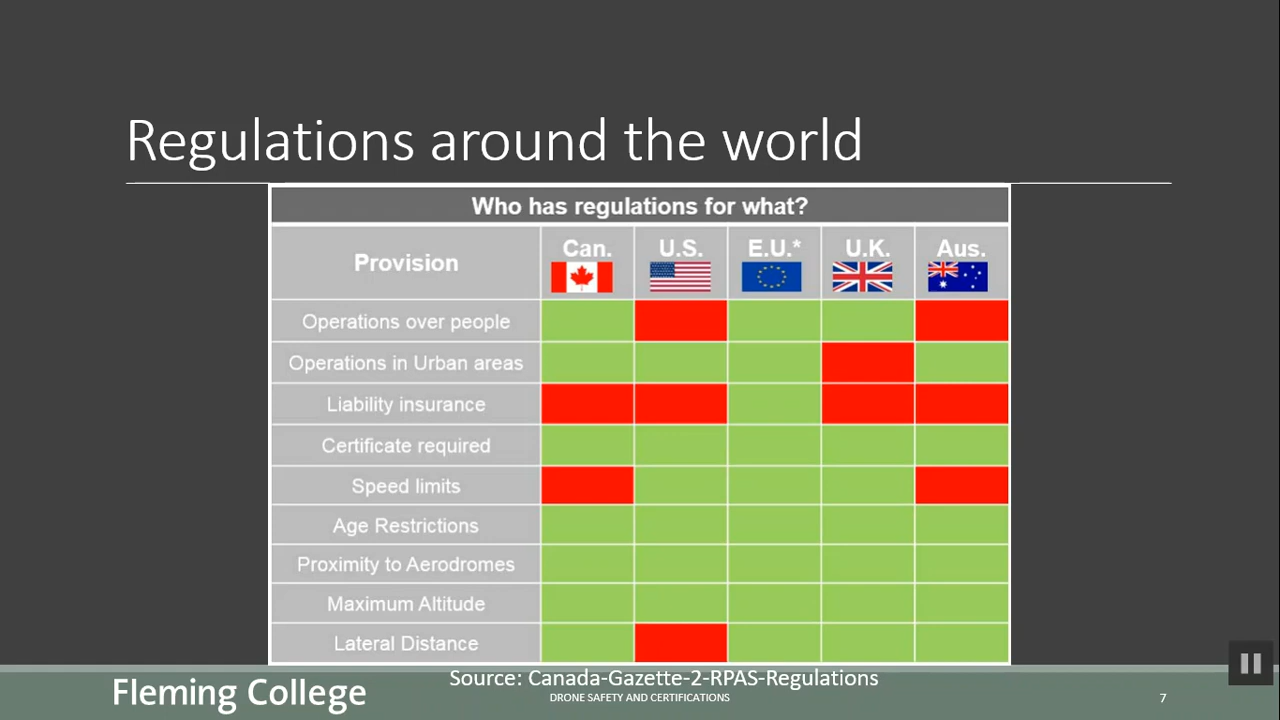 Regulations around the world
Who has regulations for what?
Provision
Can.
U.S.
E.U.*
U.K.
Aus.
Operations over people
Operations in Urban areas
Liability insurance
Certificate required
Speed limits
Age Restrictions
Proximity to Aerodromes
Maximum Altitude
Lateral Distance
Source: Canada-Gazette-2-RPAS-Regulations
Fleming College
DRONE SAFETY AND CERTIFICATIONS
7